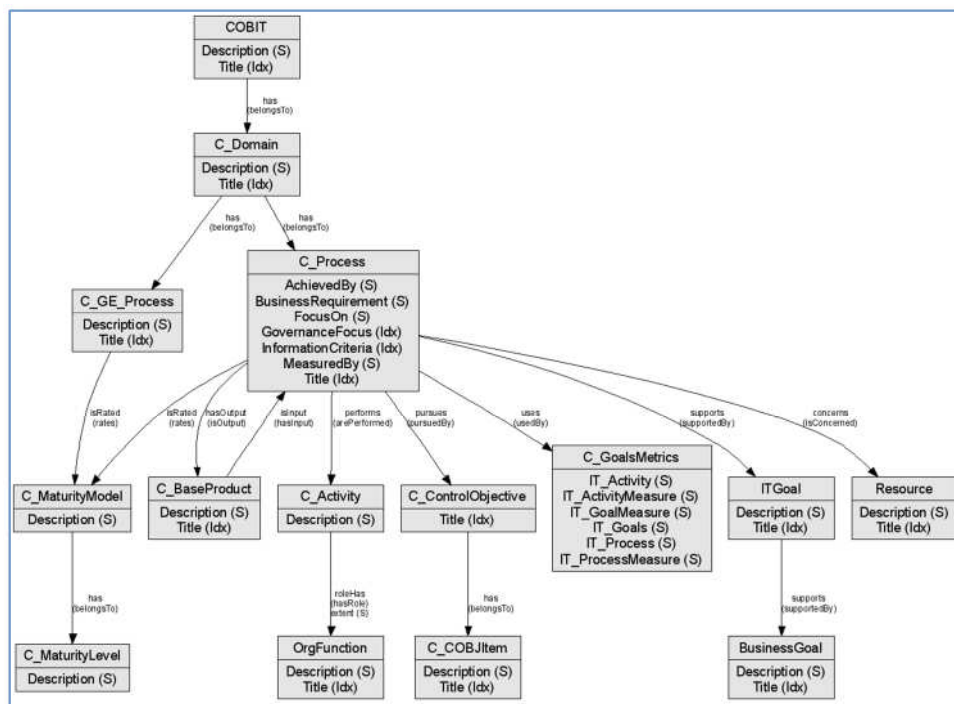 COBIT
Description (S)
Title (Idx)
has
(belongsTo)
C_Domain
Description (S)
Title (Idx)
has
(belongsTo)
has
(belongsTo)
C_Process
AchievedBy (S)
BusinessRequirement (S)
FocusOn (S)
GovernanceFocus (Idx)
InformationCriteria (Idx)
MeasuredBy (S)
Title (Idx)
C_GE_Process
Description (S)
Title (Idx)
isRated
(rates)
isRated
(rates)
hasOutput
(isOutput)
isInput
(hasInput)
performs
(arePerformed)
pursues
(pursuedBy)
uses
(usedBy)
supports
(supportedBy)
concerns
(isConcerned)
C_MaturityModel
Description (S)
C_BaseProduct
Description (S)
Title (Idx)
C_Activity
Description (S)
C_ControlObjective
Title (Idx)
C_GoalsMetrics
IT_Activity (S)
IT_ActivityMeasure (S)
IT_GoalMeasure (S)
IT_Goals (S)
IT_Process (S)
IT_ProcessMeasure (S)
ITGoal
Description (S)
Title (Idx)
Resource
Description (S)
Title (Idx)
has
(belongsTo)
roleHas
(hasRole)
extent (S)
has
(belongsTo)
supports
(supportedBy)
C_MaturityLevel
Description (S)
OrgFunction
Description (S)
Title (Idx)
C_COBJItem
Description (S)
Title (Idx)
BusinessGoal
Description (S)
Title (Idx)